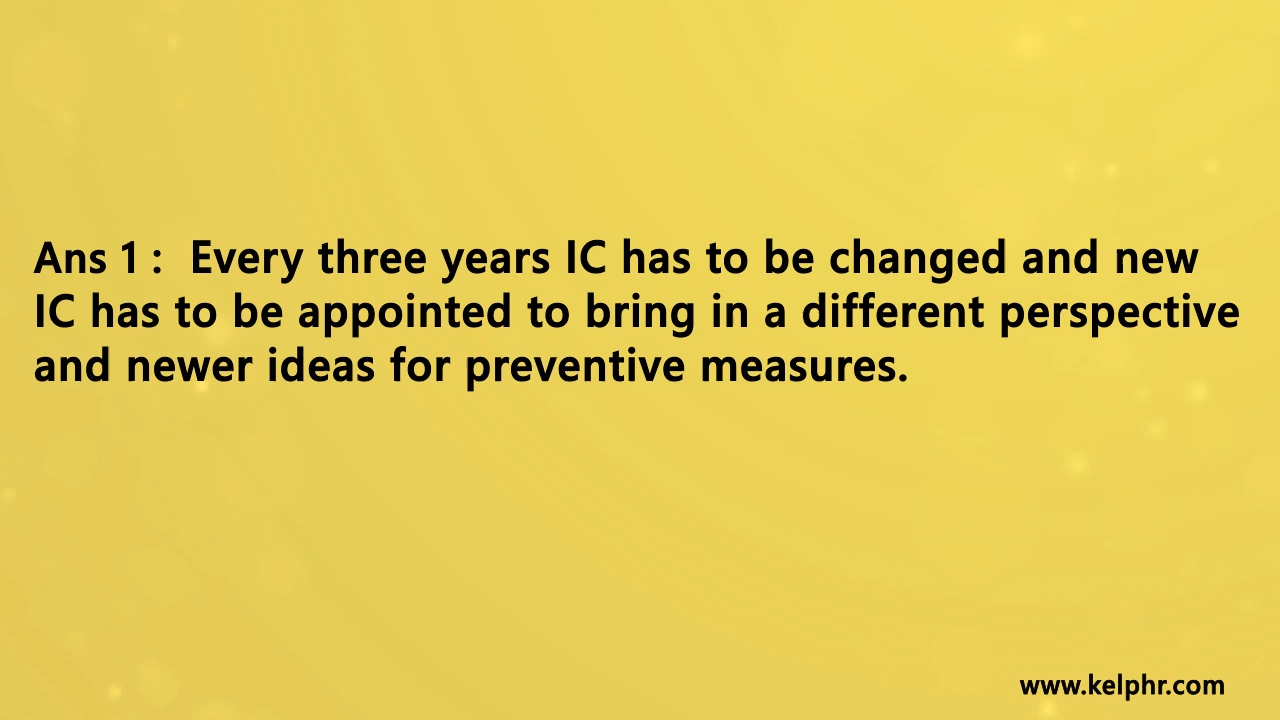 Ans 1 :  Every three years IC has to be changed and new
IC has to be appointed to bring in a different perspective
and newer ideas for preventive measures.
www.kelphr.com